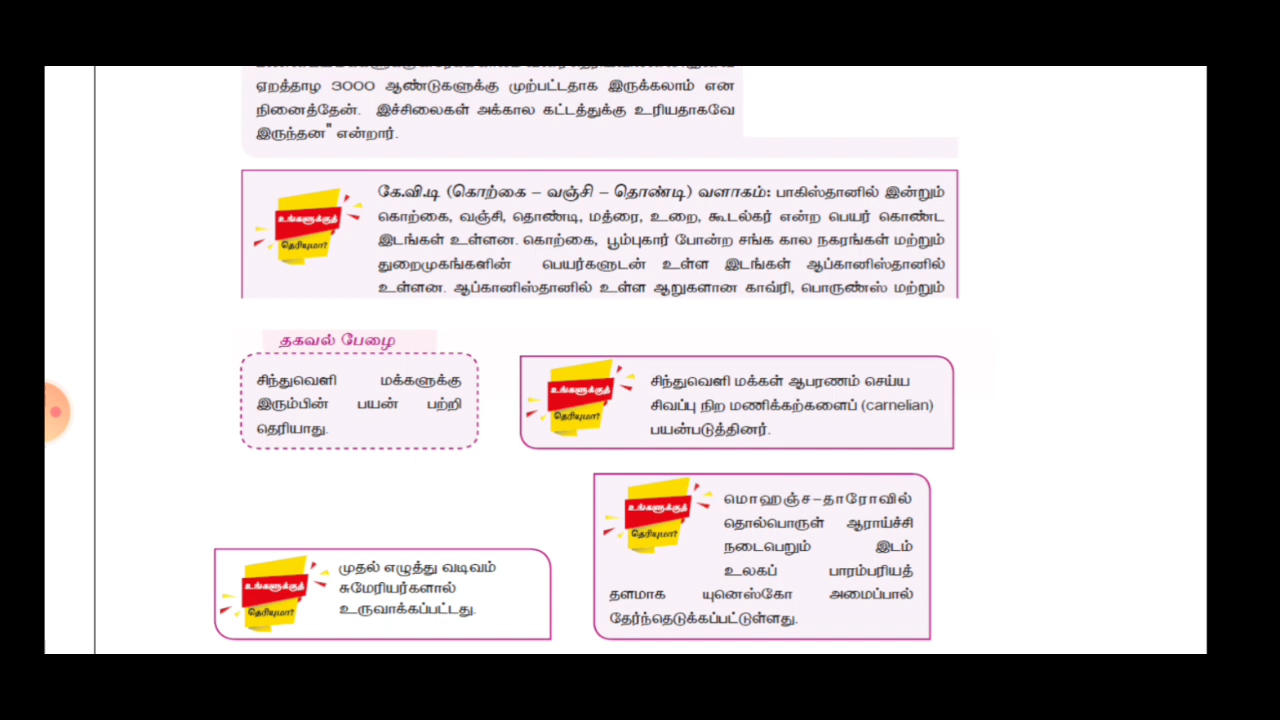 ஏறத்தாழ 3000 ஆண்டுகளுக்கு முற்பட்டதாக இருக்கலாம் என
நினைத்தேன். இச்சிலைகள் அக்கால கட்டத்துக்கு உரியதாகவே
இருந்தன" என்றார்.
உங்களுக்குத்
தெரியுமா?
கே.வி.டி (கொற்கை – வஞ்சி – தொண்டி) வளாகம்: பாகிஸ்தானில் இன்றும்
கொற்கை, வஞ்சி, தொண்டி, மத்ரை, உறை, கூடல்கர் என்ற பெயர் கொண்ட
இடங்கள் உள்ளன. கொற்கை, பூம்புகார் போன்ற சங்க கால நகரங்கள் மற்றும்
துறைமுகங்களின் பெயர்களுடன் உள்ள இடங்கள் ஆப்கானிஸ்தானில்
உள்ளன. ஆப்கானிஸ்தானில் உள்ள ஆறுகளான காவ்ரி, பொருண்ஸ் மற்றும்
தகவல் பேழை
சிந்துவெளி மக்களுக்கு
இரும்பின் பயன் பற்றி
தெரியாது.
உங்களுக்குத்
தெரியுமா?
சிந்துவெளி மக்கள் ஆபரணம் செய்ய
சிவப்பு நிற மணிக்கற்களைப் (carnelian)
பயன்படுத்தினர்.
உங்களுக்குத்
தெரியுமா?
மொஹஞ்ச-தாரோவில்
தொல்பொருள் ஆராய்ச்சி
நடைபெறும் இடம்
உலகப் பாரம்பரியத்
தளமாக யுனெஸ்கோ அமைப்பால்
தேர்ந்தெடுக்கப்பட்டுள்ளது.
உங்களுக்குத்
தெரியுமா?
முதல் எழுத்து வடிவம்
சுமேரியர்களால்
உருவாக்கப்பட்டது.